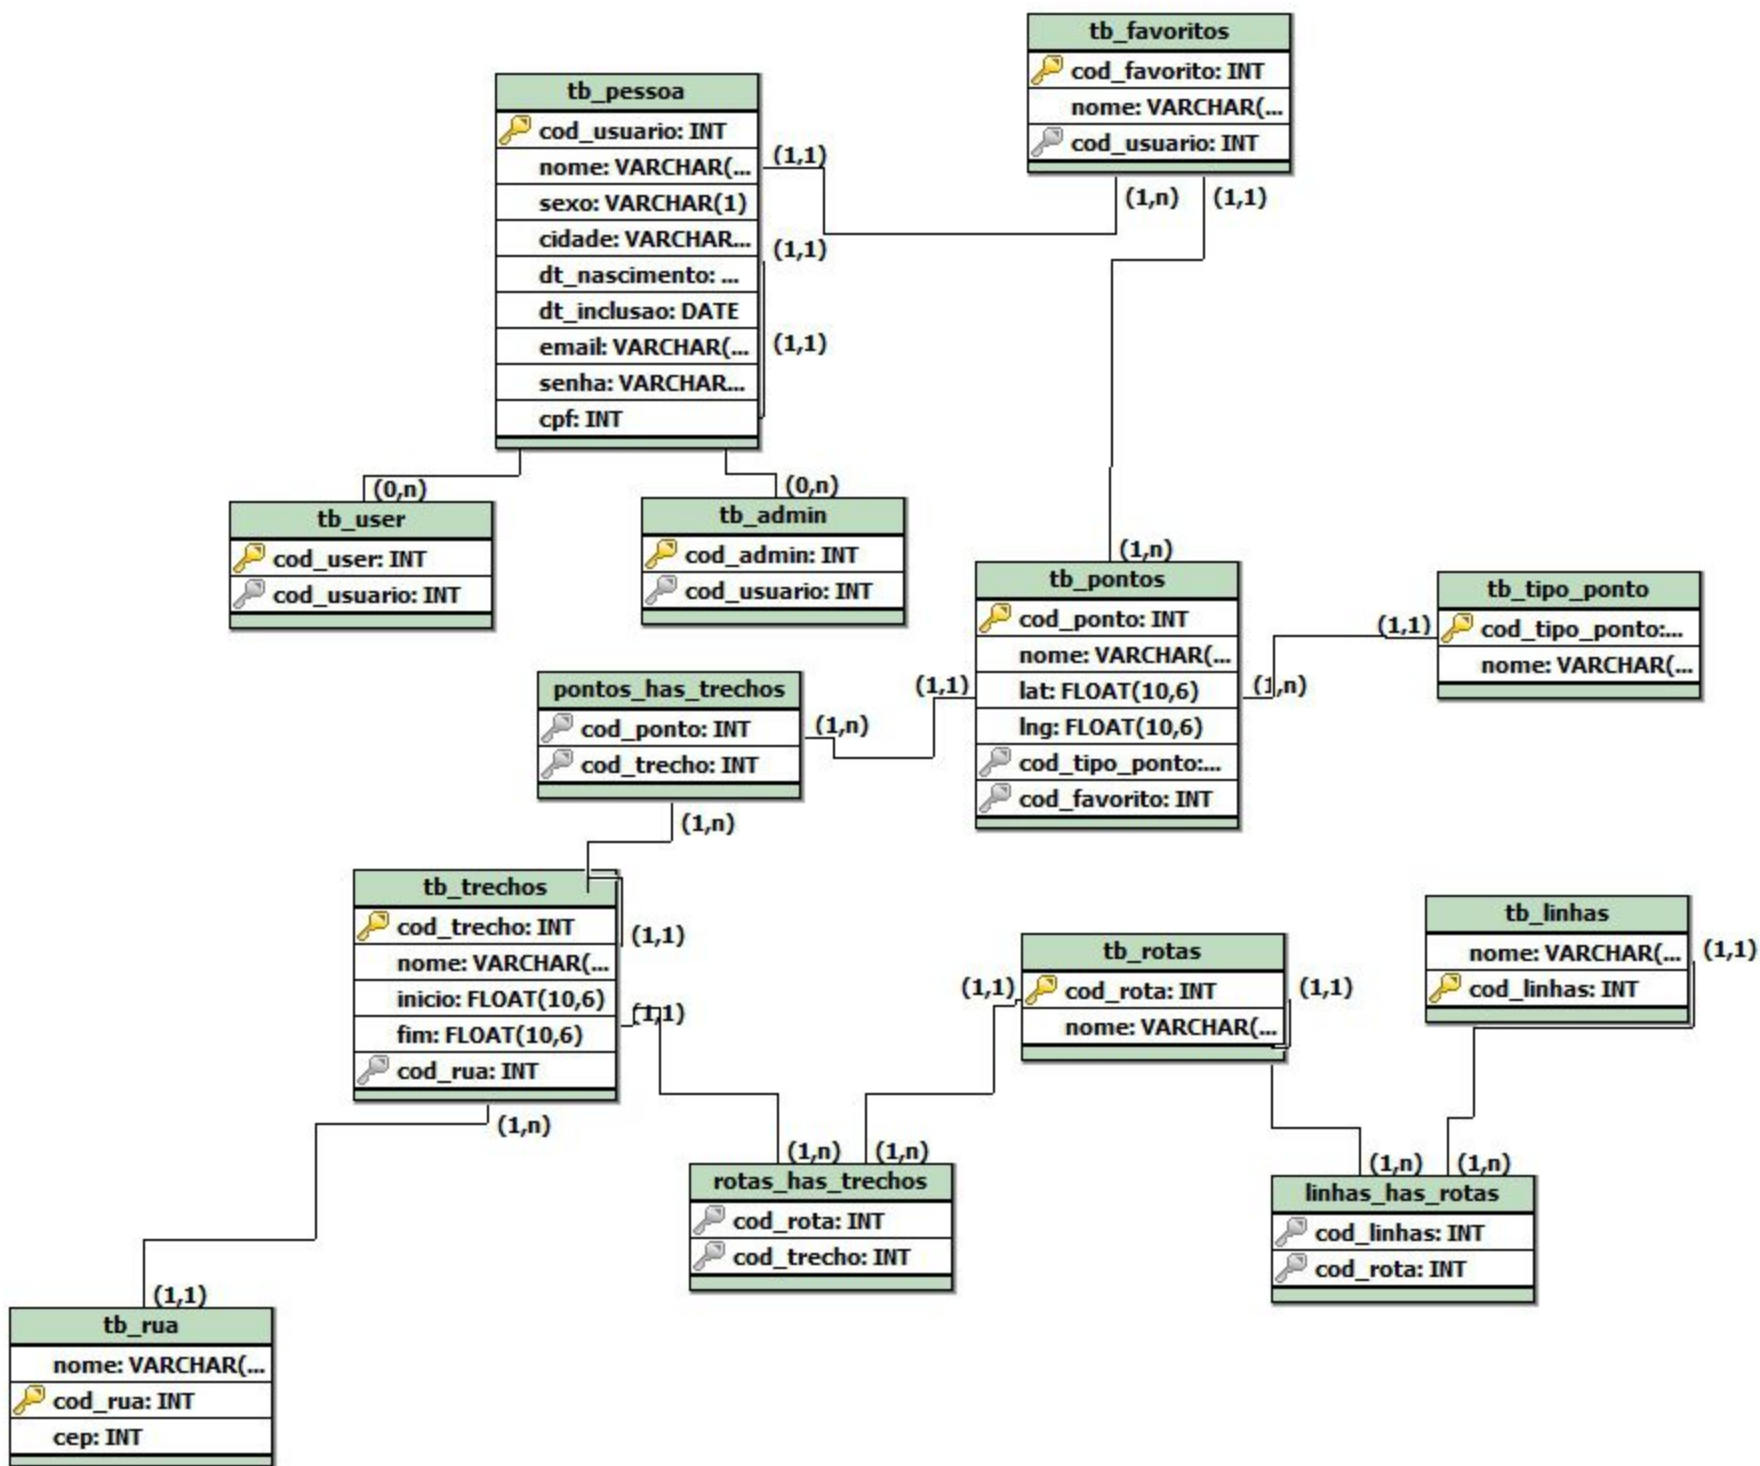 tb_favoritos
cod_favorito: INT
nome: VARCHAR(...
cod_usuario: INT
(1,n)
(1,1)
tb_pessoa
cod_usuario: INT
nome: VARCHAR(...
sexo: VARCHAR(1)
cidade: VARCHAR...
dt_nascimento: ...
dt_inclusao: DATE
email: VARCHAR(...
senha: VARCHAR...
cpf: INT
(1,1)
(1,1)
(1,1)
(0,n)
(0,n)
tb_user
cod_user: INT
cod_usuario: INT
tb_admin
cod_admin: INT
cod_usuario: INT
(1,n)
tb_pontos
cod_ponto: INT
nome: VARCHAR(...
lat: FLOAT(10,6)
lng: FLOAT(10,6)
cod_tipo_ponto:...
cod_favorito: INT
(1,1)
(1,n)
(1,1)
tb_tipo_ponto
cod_tipo_ponto:...
nome: VARCHAR(...
pontos_has_trechos
cod_ponto: INT
cod_trecho: INT
(1,n)
(1,n)
tb_trechos
cod_trecho: INT
nome: VARCHAR(...
inicio: FLOAT(10,6)
fim: FLOAT(10,6)
cod_rua: INT
(1,1)
(1,1)
(1,n)
tb_rotas
cod_rota: INT
nome: VARCHAR(...
(1,1)
(1,1)
tb_linhas
nome: VARCHAR(...
cod_linhas: INT
(1,1)
(1,n)
(1,n)
rotas_has_trechos
cod_rota: INT
cod_trecho: INT
(1,n)
(1,n)
linhas_has_rotas
cod_linhas: INT
cod_rota: INT
(1,1)
tb_rua
nome: VARCHAR(...
cod_rua: INT
cep: INT